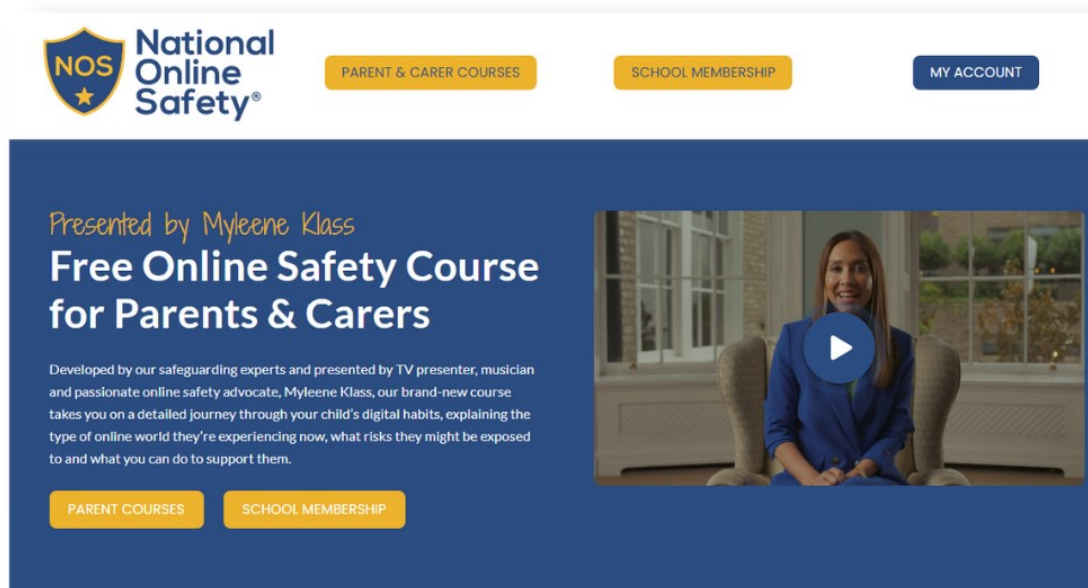 NOS
National
Online
Safety®
PARENT & CARER COURSES
SCHOOL MEMBERSHIP
MY ACCOUNT
Presented by Myleene Klass
Free Online Safety Course
for Parents & Carers
Developed by our safeguarding experts and presented by TV presenter, musician
and passionate online safety advocate, Myleene Klass, our brand-new course
takes you on a detailed journey through your child's digital habits, explaining the
type of online world they're experiencing now, what risks they might be exposed
to and what you can do to support them.
PARENT COURSES
SCHOOL MEMBERSHIP